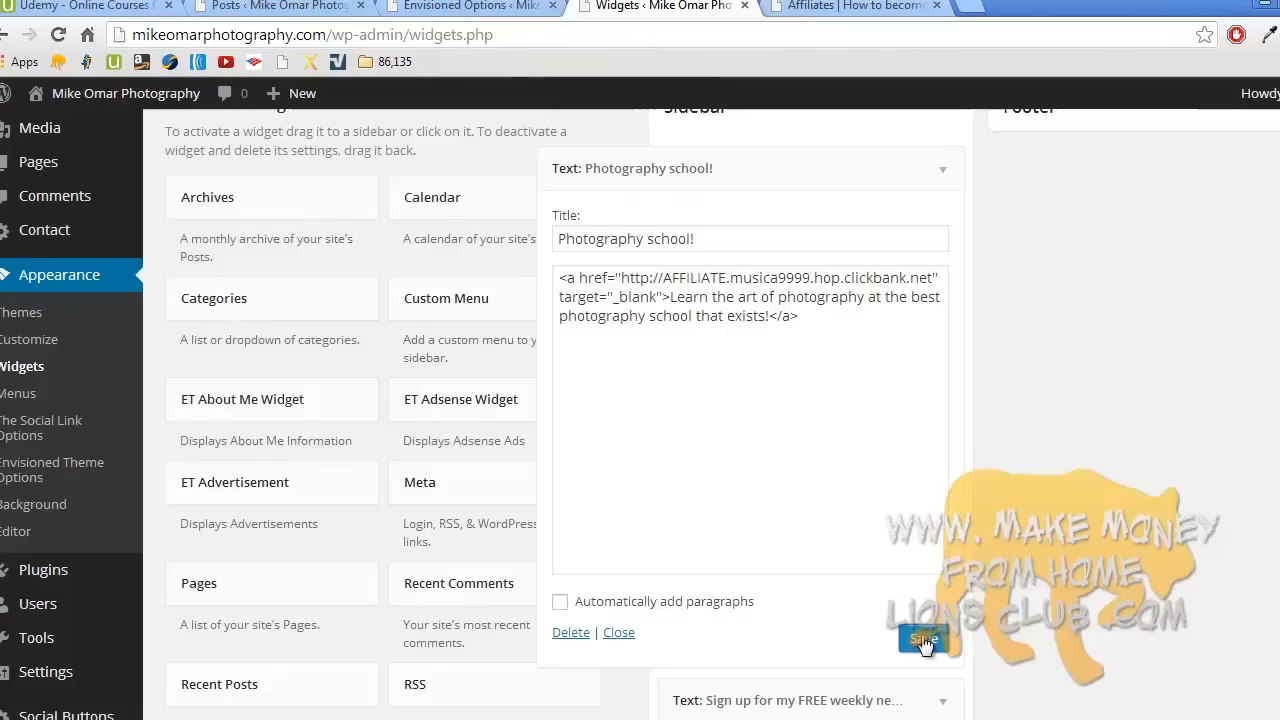 Udemy - Online Courses f
Posts ‹ Mike Omar Photog
Envisioned Options ‹ Mike
Widgets ‹ Mike Omar Phot
Affiliates | How to becom
mikeomarphotography.com/wp-admin/widgets.php
Apps
86,135
Mike Omar Photography
0
New
Howdy
Media
Pages
Comments
Contact
Appearance
Themes
Customize
Widgets
Menus
The Social Link
Options
Envisioned Theme
Options
Background
Editor
Plugins
Users
Tools
Settings
Social Buttons
To activate a widget drag it to a sidebar or click on it. To deactivate a
widget and delete its settings, drag it back.
Archives
A monthly archive of your site's
Posts.
Calendar
A calendar of your site's
Categories
A list or dropdown of categories.
Custom Menu
Add a custom menu to y
sidebar.
ET About Me Widget
Displays About Me Information
ET Adsense Widget
Displays Adsense Ads
ET Advertisement
Displays Advertisements
Meta
Login, RSS, & WordPress
links.
Pages
A list of your site's Pages.
Recent Comments
Your site's most recent
comments.
Recent Posts
RSS
Sidebar
Footer
Text: Photography school!
Title:
Photography school!
<a href="http://AFFILIATE.musica9999.hop.clickbank.net"
target="_blank">Learn the art of photography at the best
photography school that exists!</a>
Automatically add paragraphs
Delete | Close
Save
Text: Sign up for my FREE weekly ne...
WWW. MAKE MONEY
FROM HOME
LIONS CLUB .COM